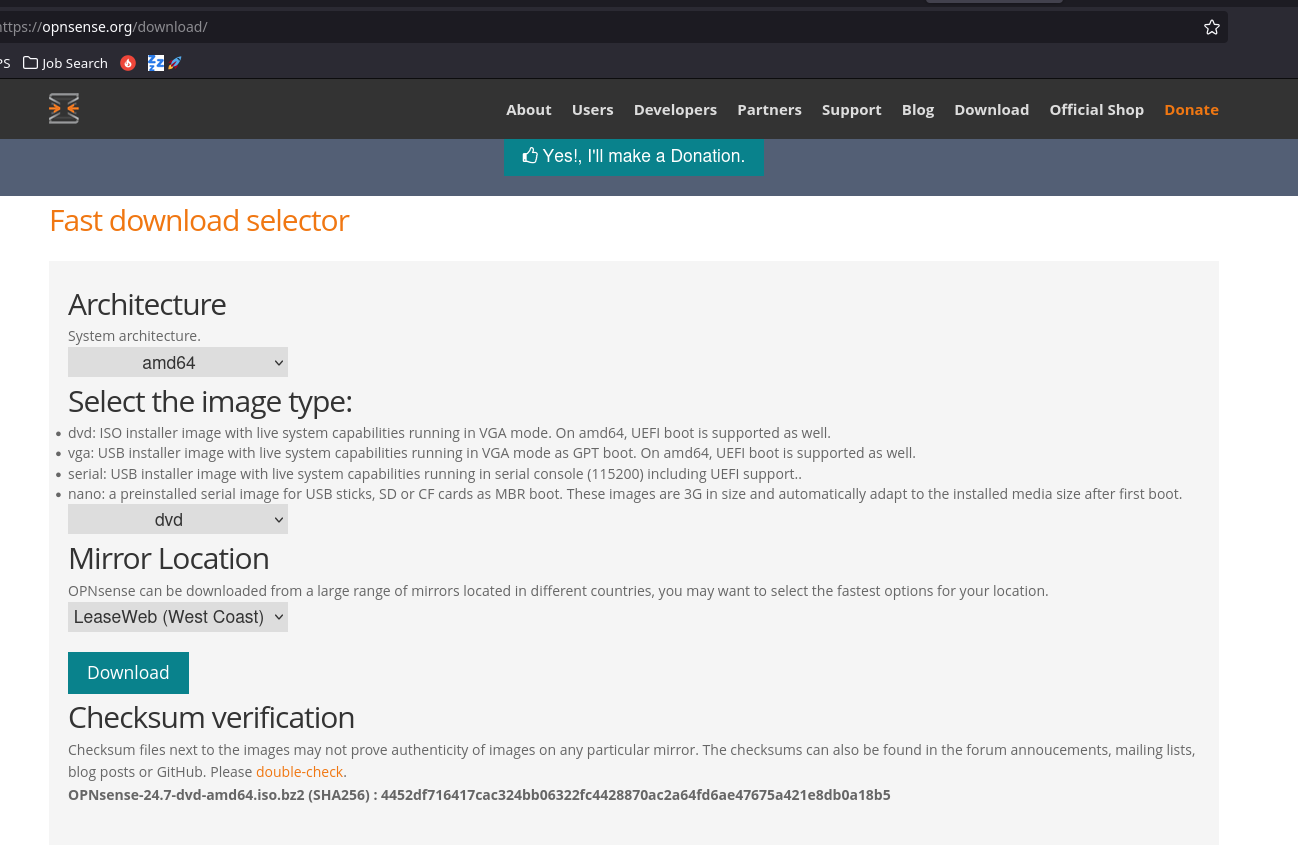 ttps://opnsense.org/download/
PS Job Search
About Users Developers Partners Support Blog Download Official Shop Donate
Yes!, I'll make a Donation.
Fast download selector
Architecture
System architecture.
amd64
Select the image type:
dvd: ISO installer image with live system capabilities running in VGA mode. On amd64, UEFI boot is supported as well.
vga: USB installer image with live system capabilities running in VGA mode as GPT boot. On amd64, UEFI boot is supported as well.
serial: USB installer image with live system capabilities running in serial console (115200) including UEFI support..
nano: a preinstalled serial image for USB sticks, SD or CF cards as MBR boot. These images are 3G in size and automatically adapt to the installed media size after first boot.
dvd
Mirror Location
OPNsense can be downloaded from a large range of mirrors located in different countries, you may want to select the fastest options for your location.
LeaseWeb (West Coast)
Download
Checksum verification
Checksum files next to the images may not prove authenticity of images on any particular mirror. The checksums can also be found in the forum annoucements, mailing lists,
blog posts or GitHub. Please double-check.
OPNsense-24.7-dvd-amd64.iso.bz2 (SHA256) : 4452df716417cac324bb06322fc4428870ac2a64fd6ae47675a421e8db0a18b5